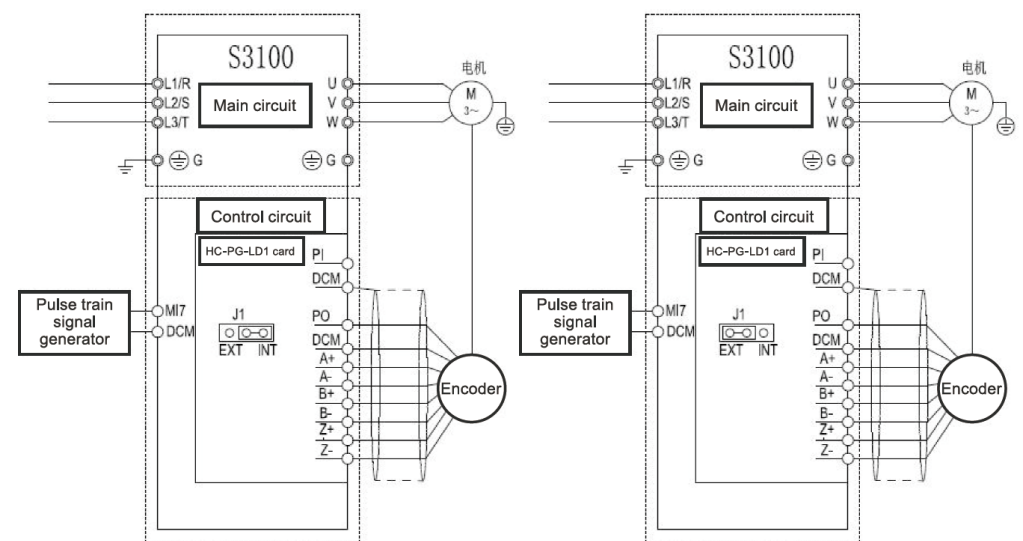 S3100
电机
L1/R
U
M
3~
L2/S
Main circuit
V
L3/T
W
G
G
Control circuit
HC-PG-LD1 card
PI
DCM
Pulse train
signal
generator
MI7
DCM
J1
EXT INT
PO
DCM
A+
A-
B+
B-
Z+
Z-
Encoder
S3100
电机
L1/R
U
M
3~
L2/S
Main circuit
V
L3/T
W
G
G
Control circuit
HC-PG-LD1 card
PI
DCM
Pulse train
signal
generator
MI7
DCM
J1
EXT INT
PO
DCM
A+
A-
B+
B-
Z+
Z-
Encoder